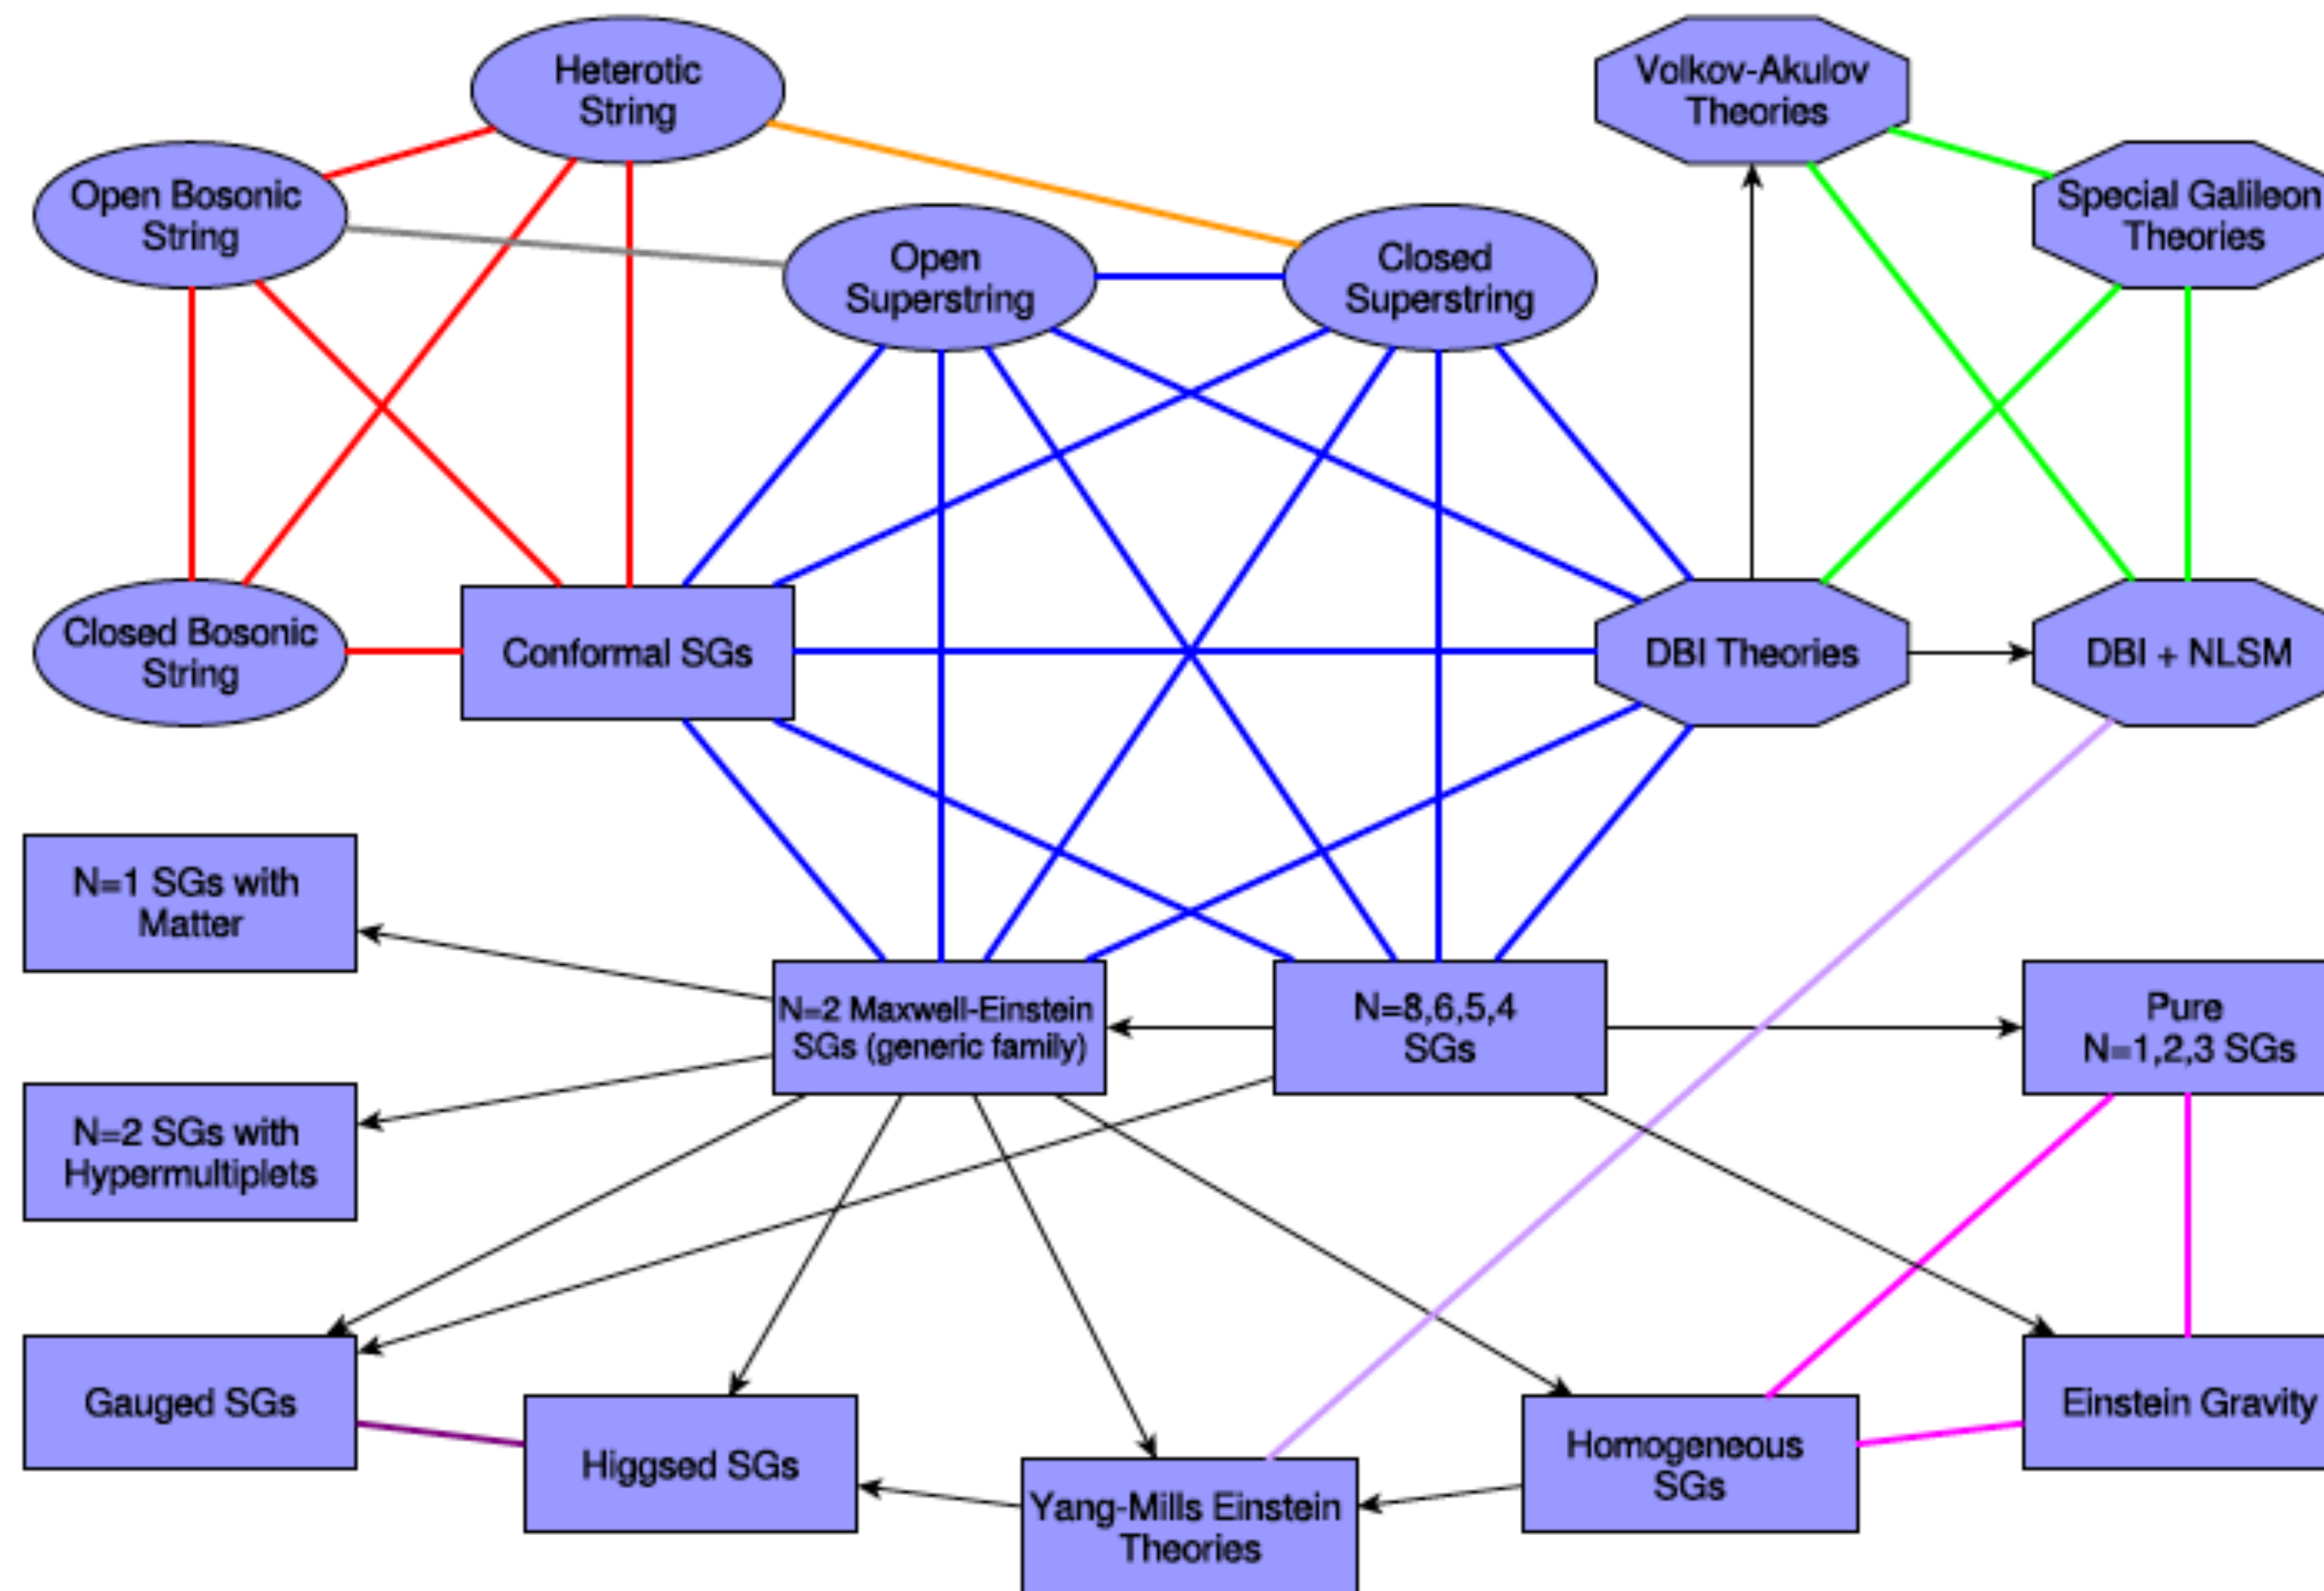 Heterotic
String
Volkov-Akulov
Theories
Open Bosonic
String
Special Galileon
Theories
Open
Superstring
Closed
Superstring
Closed Bosonic
String
Conformal SGs
DBI Theories
DBI + NLSM
N=1 SGs with
Matter
N=2 Maxwell-Einstein
SGs (generic family)
N=8,6,5,4
SGs
Pure
N=1,2,3 SGs
N=2 SGs with
Hypermultiplets
Gauged SGs
Higgsed SGs
Yang-Mills Einstein
Theories
Homogeneous
SGs
Einstein Gravity